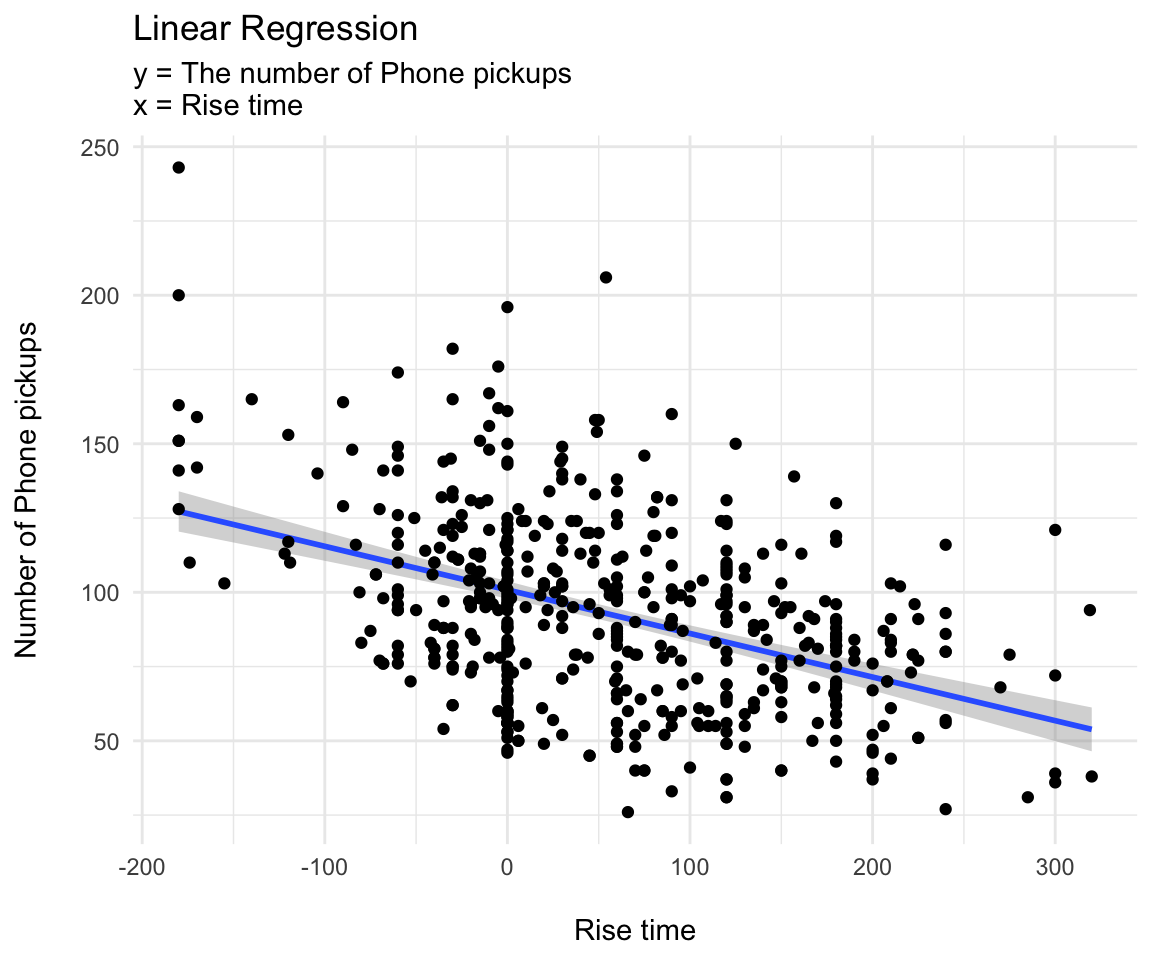 Linear Regression
y = The number of Phone pickups
x = Rise time
Number of Phone pickups
250
200
150
100
50
-200
-100
0
100
200
300
Rise time